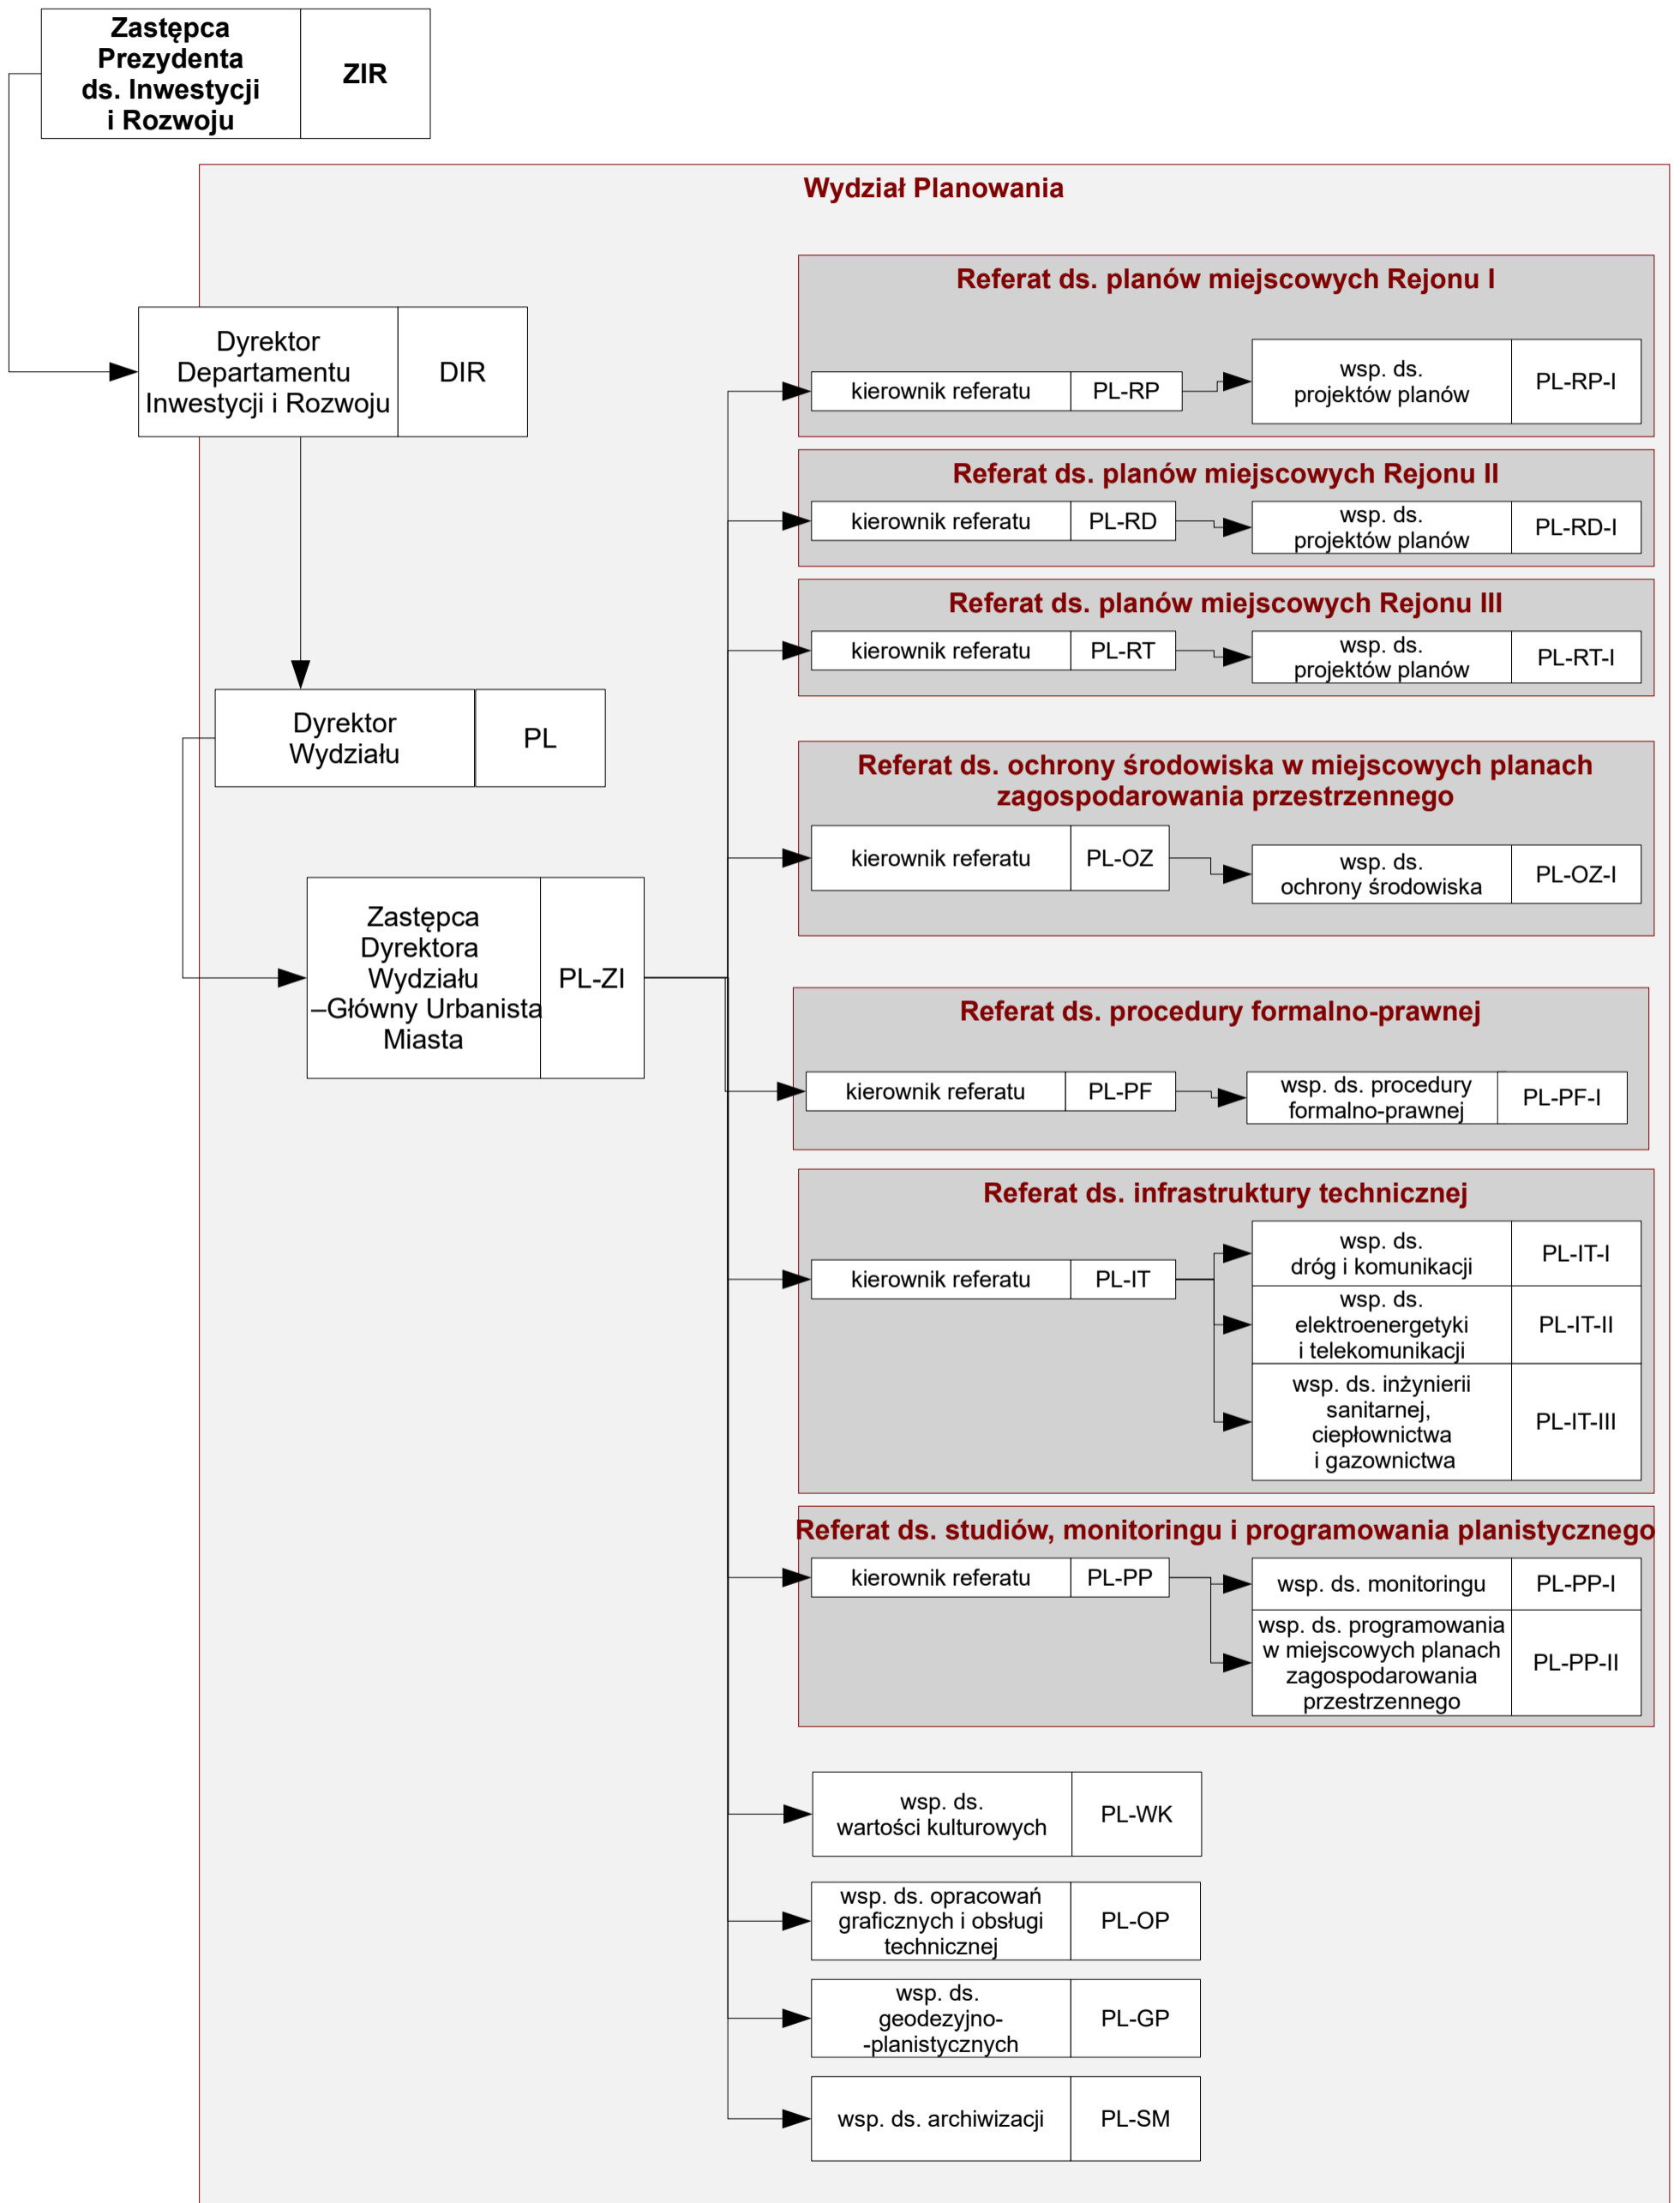 Zastępca
Prezydenta
ds. Inwestycji
i Rozwoju
ZIR
Wydział Planowania
Dyrektor
Departamentu
Inwestycji i Rozwoju
DIR
Dyrektor
Wydziału
PL
Zastępca
Dyrektora
Wydziału
–Główny Urbanista
Miasta
PL-ZI
Referat ds. planów miejscowych Rejonu I
kierownik referatu
PL-RP
wsp. ds.
projektów planów
PL-RP-I
Referat ds. planów miejscowych Rejonu II
kierownik referatu
PL-RD
wsp. ds.
projektów planów
PL-RD-I
Referat ds. planów miejscowych Rejonu III
kierownik referatu
PL-RT
wsp. ds.
projektów planów
PL-RT-I
Referat ds. ochrony środowiska w miejscowych planach
zagospodarowania przestrzennego
kierownik referatu
PL-OZ
wsp. ds.
ochrony środowiska
PL-OZ-I
Referat ds. procedury formalno-prawnej
kierownik referatu
PL-PF
wsp. ds. procedury
formalno-prawnej
PL-PF-I
Referat ds. infrastruktury technicznej
kierownik referatu
PL-IT
wsp. ds.
dróg i komunikacji
PL-IT-I
wsp. ds.
elektroenergetyki
i telekomunikacji
PL-IT-II
wsp. ds. inżynierii
sanitarnej,
ciepłownictwa
i gazownictwa
PL-IT-III
Referat ds. studiów, monitoringu i programowania planistycznego
kierownik referatu
PL-PP
wsp. ds. monitoringu
PL-PP-I
wsp. ds. programowania
w miejscowych planach
zagospodarowania
przestrzennego
PL-PP-II
wsp. ds.
wartości kulturowych
PL-WK
wsp. ds. opracowań
graficznych i obsługi
technicznej
PL-OP
wsp. ds.
geodezyjno-
-planistycznych
PL-GP
wsp. ds. archiwizacji
PL-SM